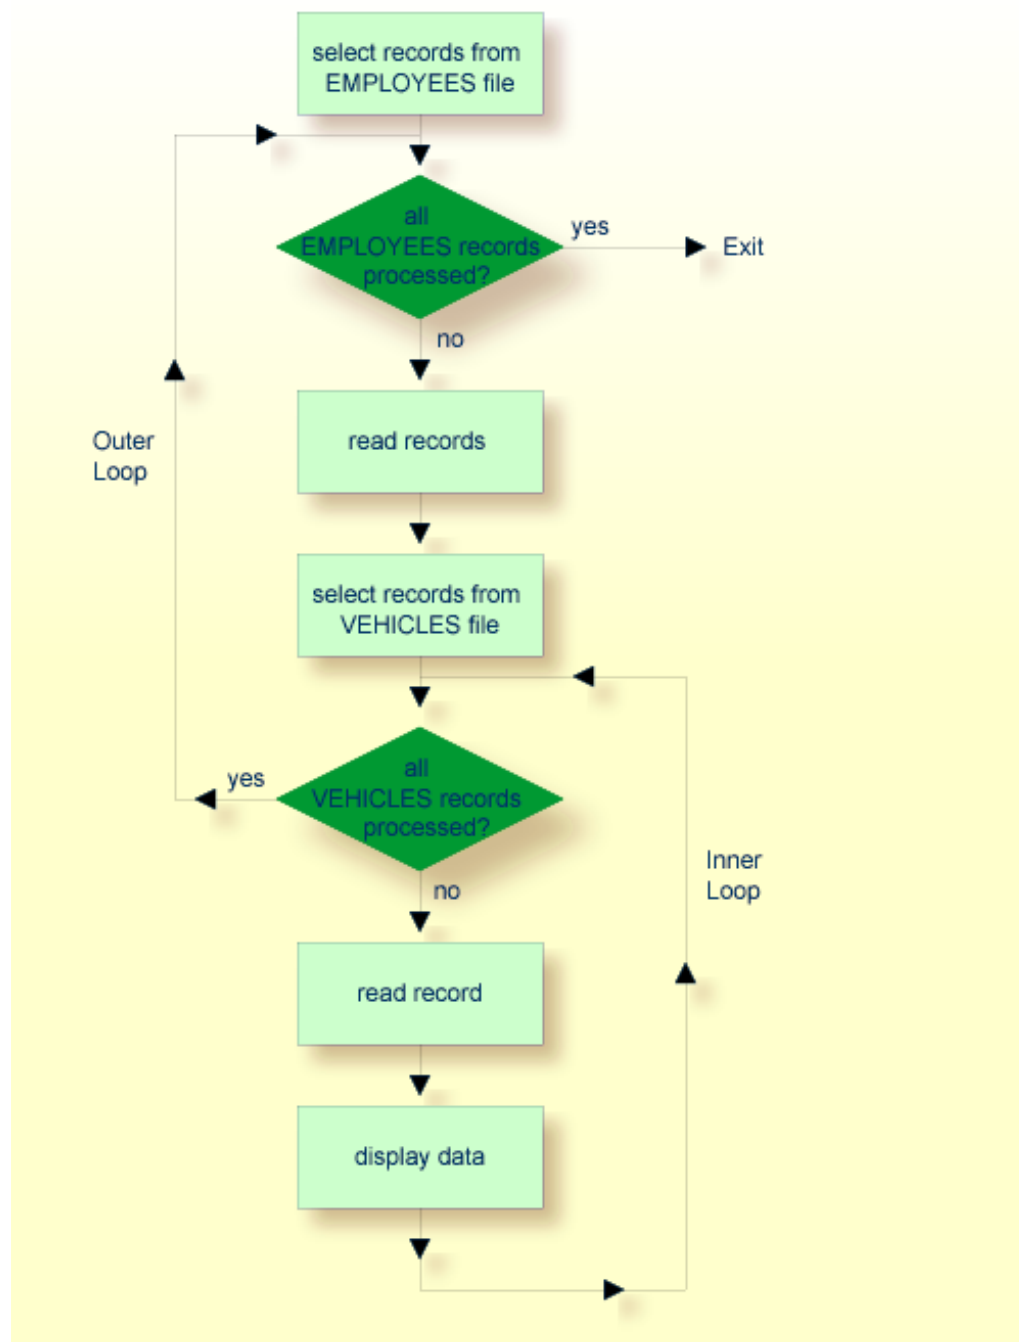 select records from
EMPLOYEES file
all
EMPLOYEES records
processed?
yes
Exit
no
read records
Outer
Loop
select records from
VEHICLES file
all
VEHICLES records
processed?
yes
no
Inner
Loop
read record
display data